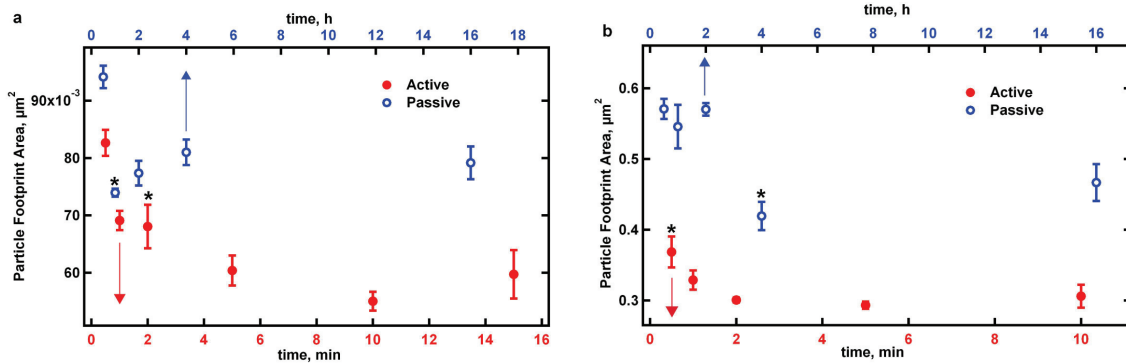 a
time, h
0 2 4 6 8 10 12 14 16 18
Particle Footprint Area, µm²
90x10⁻³
80
70
60
Active
Passive
*
*
0 2 4 6 8 10 12 14 16
time, min
b
time, h
0 2 4 6 8 10 12 14 16
Particle Footprint Area, µm²
0.6
0.5
0.4
0.3
Active
Passive
*
*
0 2 4 6 8 10
time, min